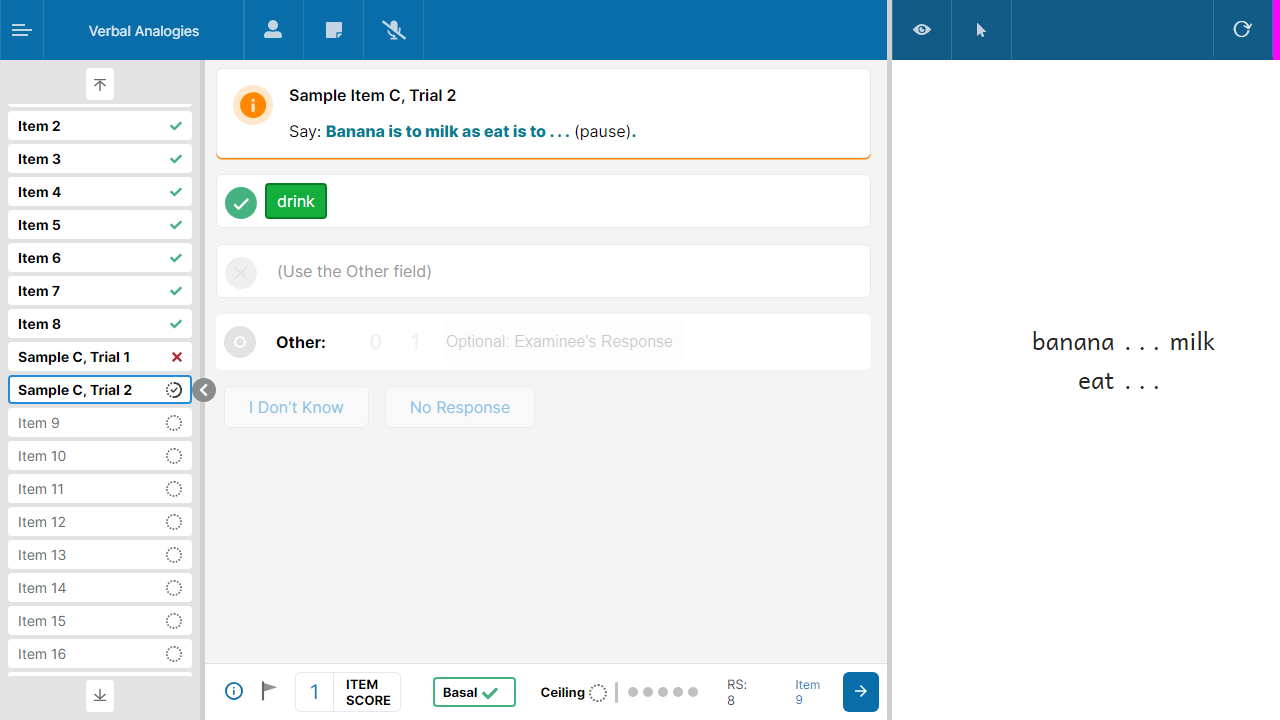 Verbal Analogies
Item 2
Item 3
Item 4
Item 5
Item 6
Item 7
Item 8
Sample C, Trial 1
Sample C, Trial 2
Item 9
Item 10
Item 11
Item 12
Item 13
Item 14
Item 15
Item 16
Sample Item C, Trial 2
Say: Banana is to milk as eat is to . . . (pause).
drink
(Use the Other field)
Other: 0 1 Optional: Examinee's Response
I Don't Know No Response
1 ITEM SCORE
Basal
Ceiling
RS: 8
Item 9
banana . . . milk
eat . . .